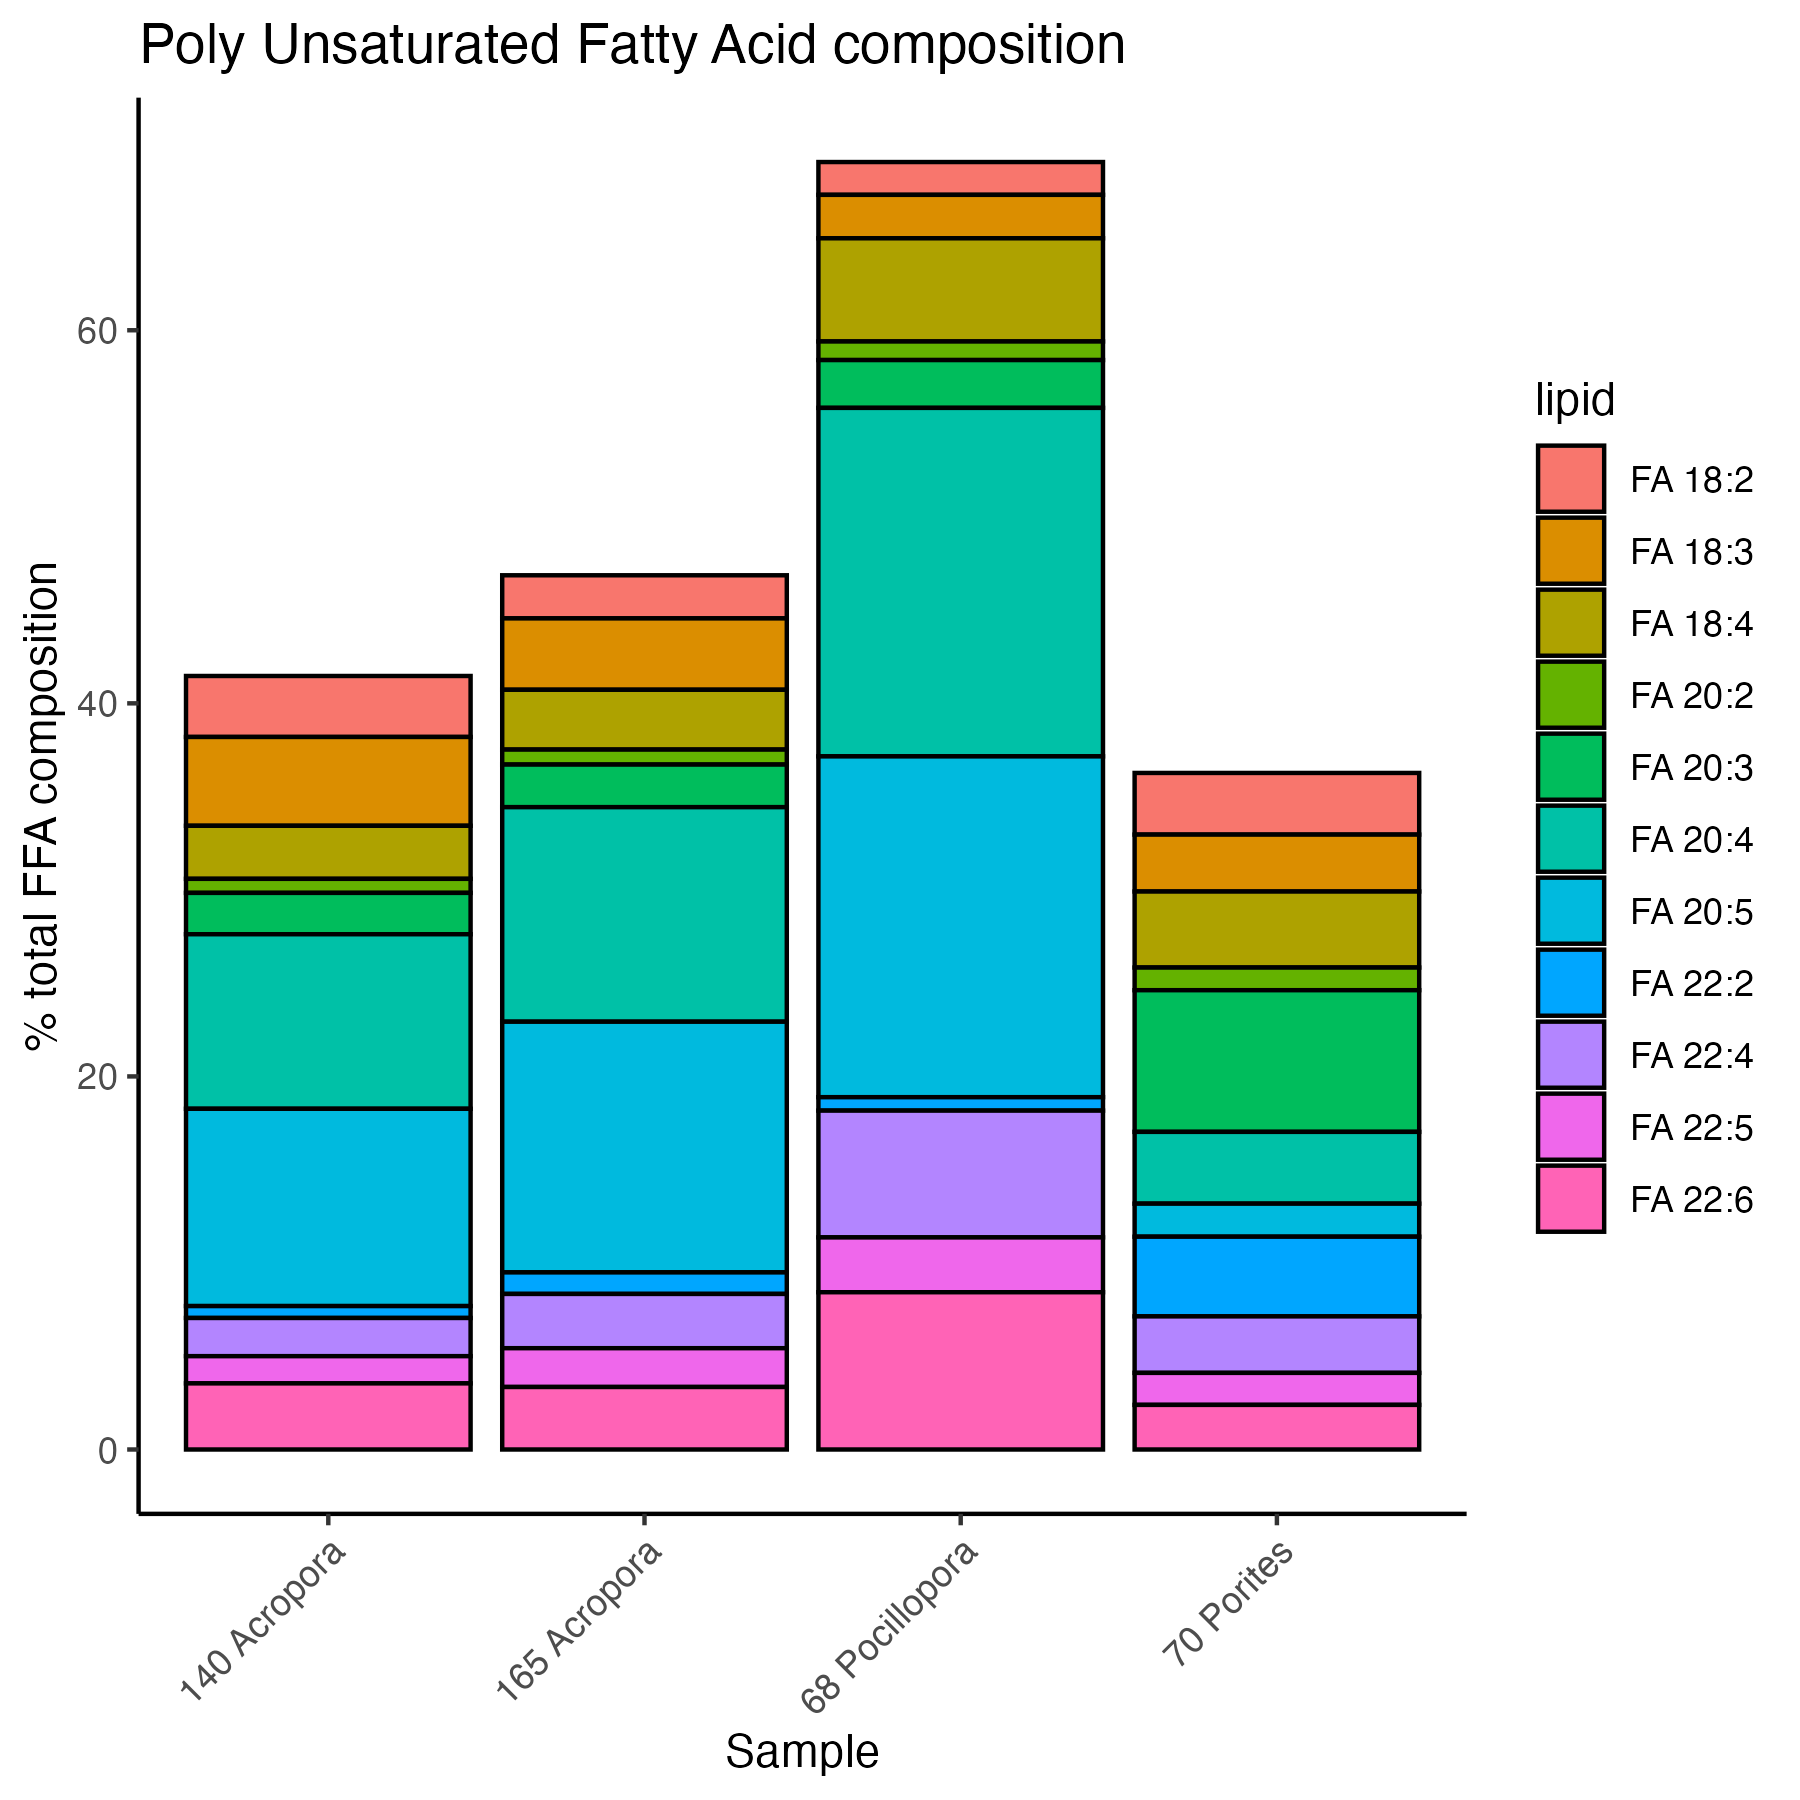 Poly Unsaturated Fatty Acid composition
% total FFA composition
60
40
20
0
140 Acropora
165 Acropora
68 Pocillopora
70 Porites
Sample
lipid
FA 18:2
FA 18:3
FA 18:4
FA 20:2
FA 20:3
FA 20:4
FA 20:5
FA 22:2
FA 22:4
FA 22:5
FA 22:6